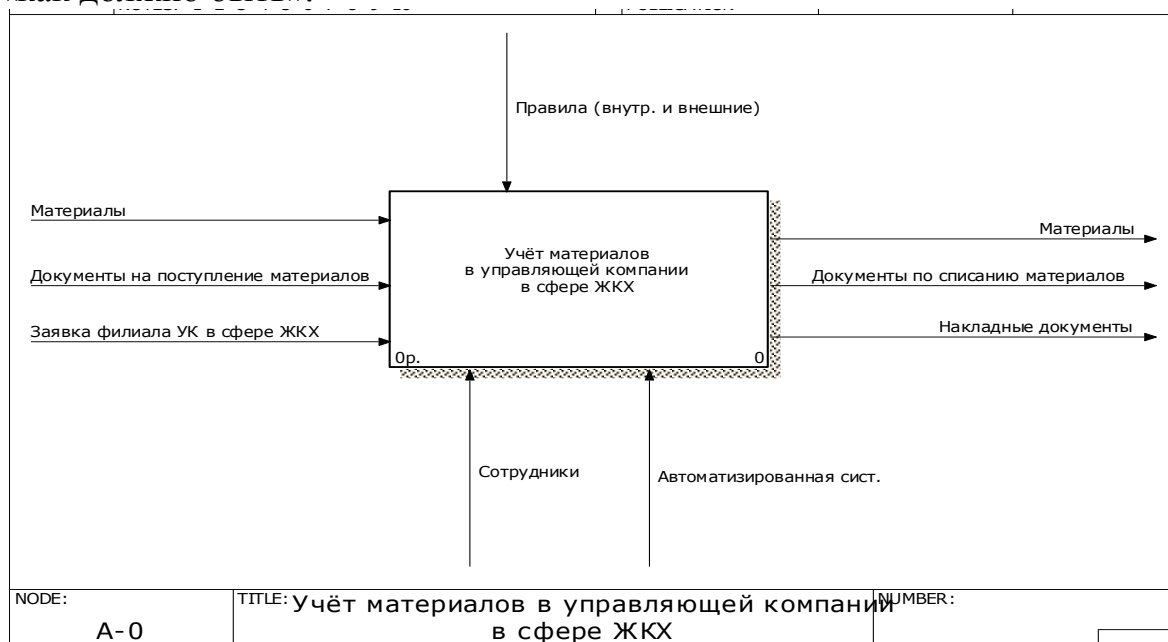 Правила (внутр. и внешние)
Материалы
Документы на поступление материалов
Заявка филиала УК в сфере ЖКХ
Учёт материалов
в управляющей компании
в сфере ЖКХ
0р.
0
Материалы
Документы по списанию материалов
Накладные документы
Сотрудники
Автоматизированная сист.
NODE:
A-0
TITLE:
Учёт материалов в управляющей компании
в сфере ЖКХ
NUMBER: